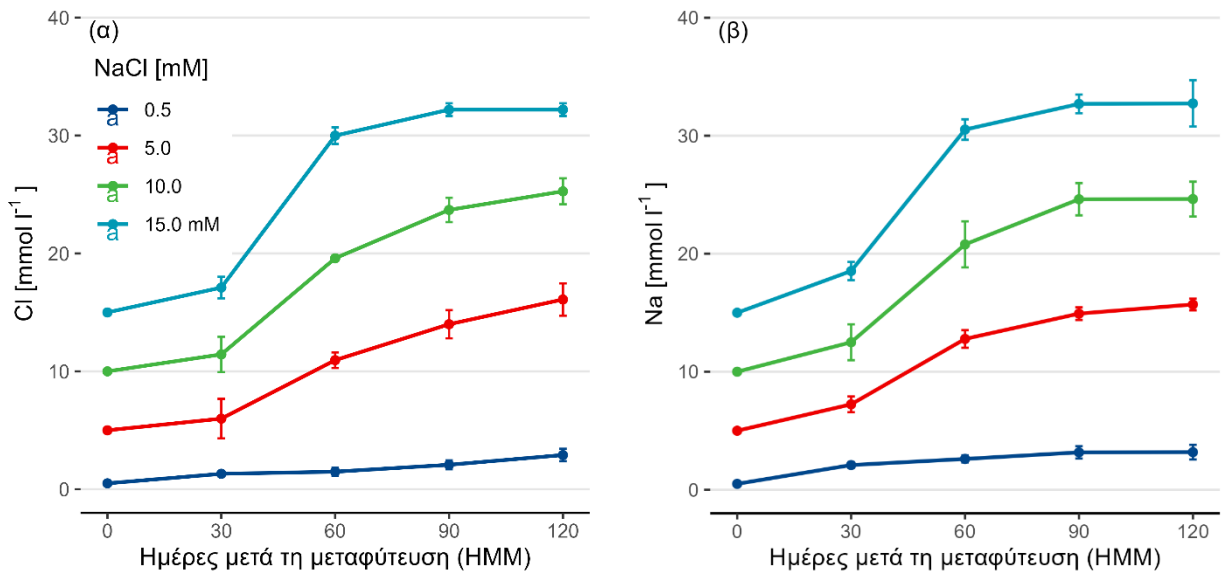 (α)
NaCl [mM]
a 0.5
a 5.0
a 10.0
a 15.0 mM
40
30
20
10
0
Cl [mmol l⁻¹]
0 30 60 90 120
Ημέρες μετά τη μεταφύτευση (ΗΜΜ)
(β)
40
30
20
10
0
Na [mmol l⁻¹]
0 30 60 90 120
Ημέρες μετά τη μεταφύτευση (ΗΜΜ)